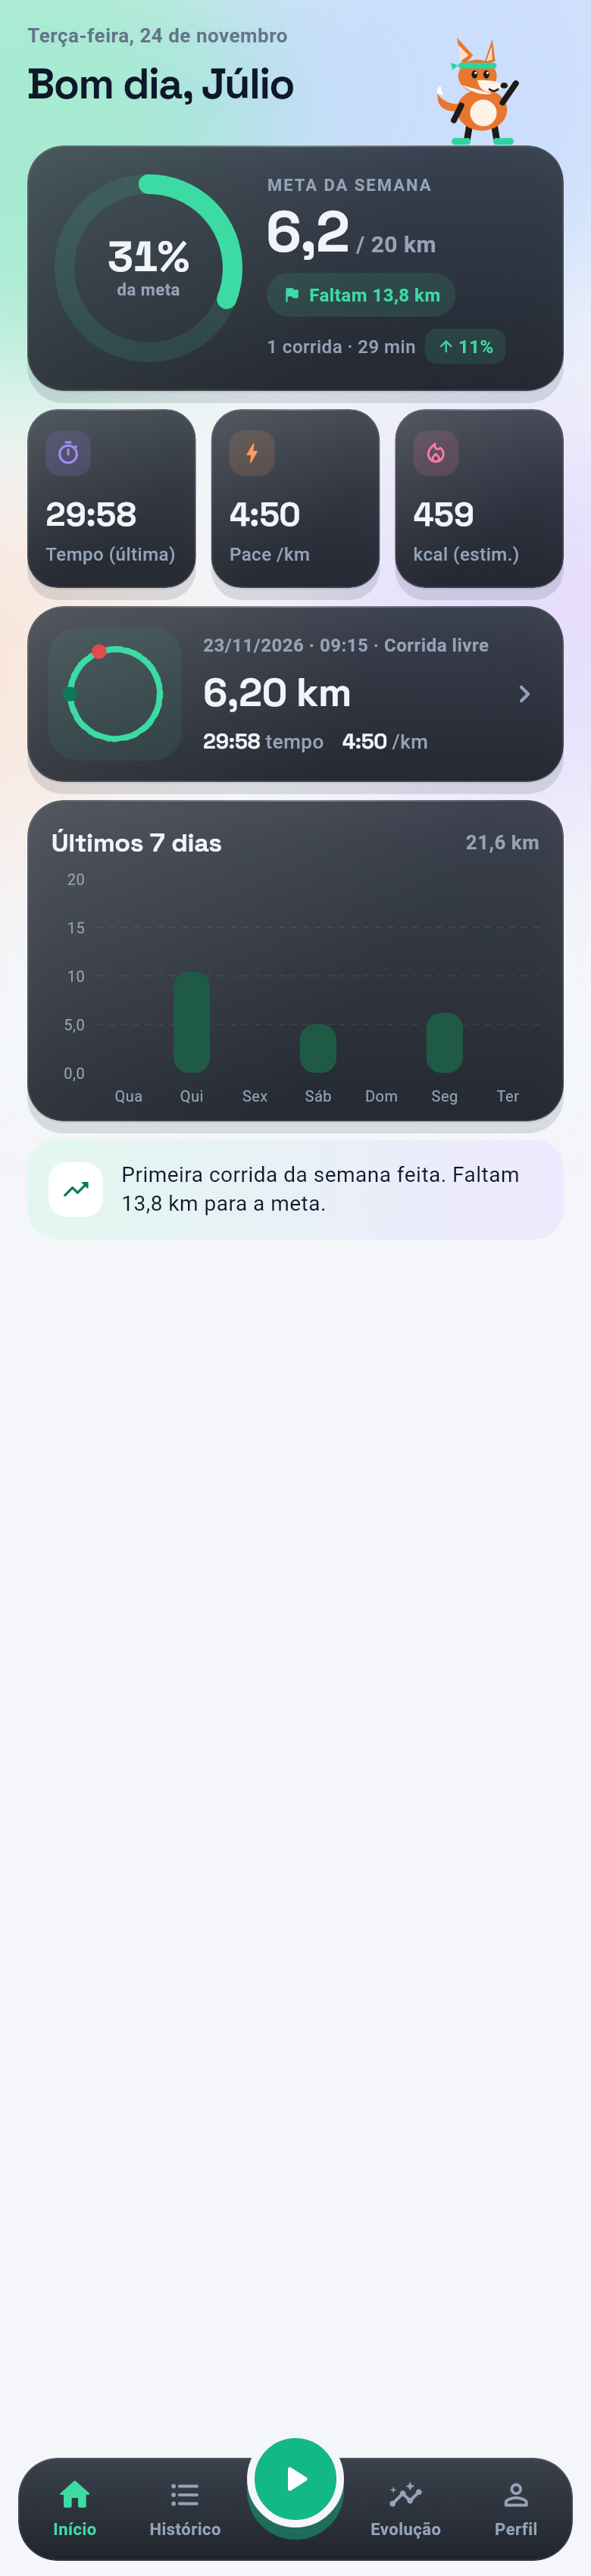 Terça-feira, 24 de novembro
Bom dia, Júlio
31%
da meta
META DA SEMANA
6,2 / 20 km
Faltam 13,8 km
1 corrida · 29 min ↑ 11%
29:58
Tempo (última)
4:50
Pace /km
459
kcal (estim.)
23/11/2026 · 09:15 · Corrida livre
6,20 km
29:58 tempo 4:50 /km
Últimos 7 dias 21,6 km
20
15
10
5,0
0,0
Qua Qui Sex Sáb Dom Seg Ter
Primeira corrida da semana feita. Faltam
13,8 km para a meta.
Início Histórico Evolução Perfil